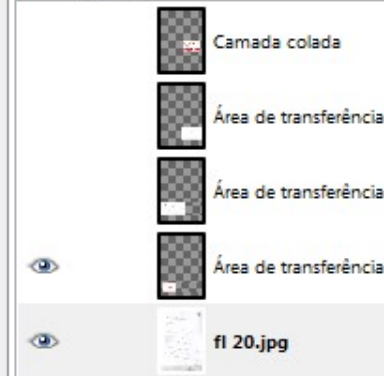 Camada colada
Área de transferência
Área de transferência
Área de transferência
fl 20.jpg